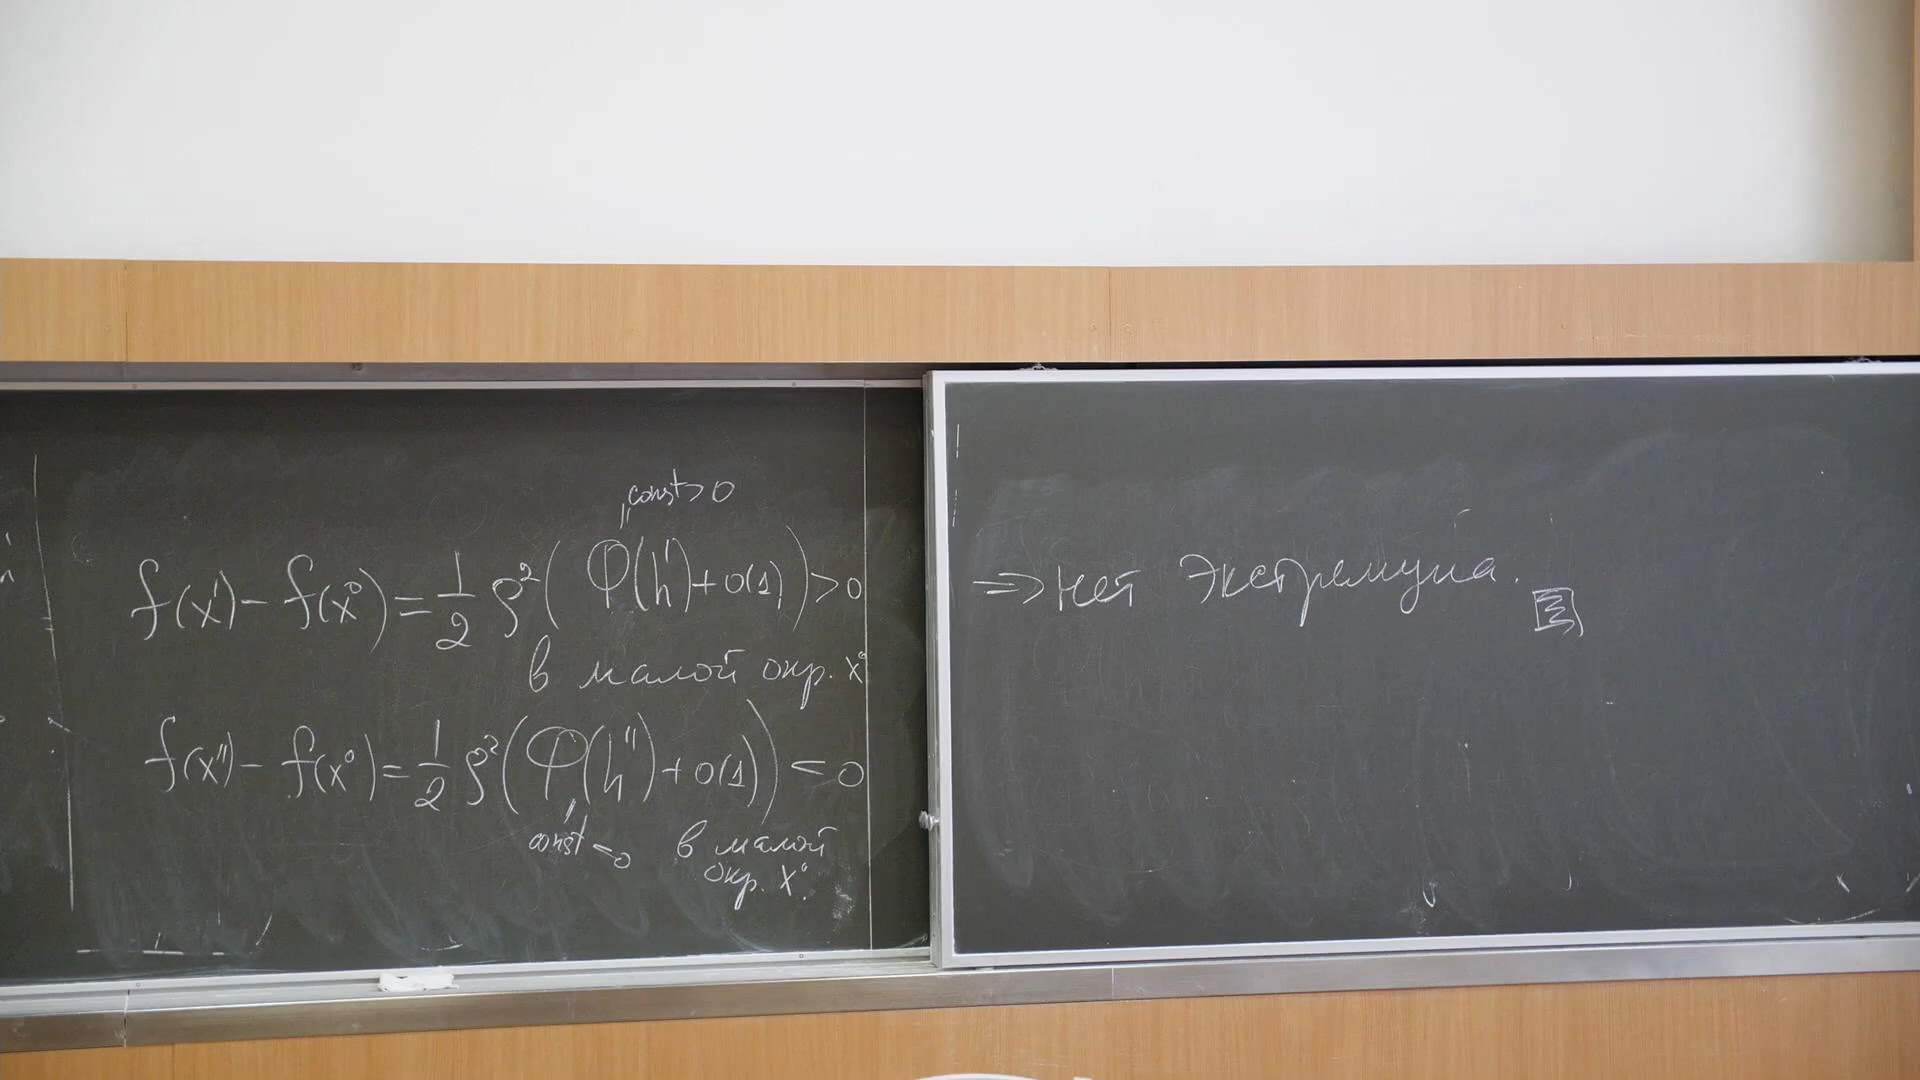 const > 0
f(x') - f(x⁰) = 1/2 ρ² ( Φ(h') + o(1) ) > 0
в малой окр. x⁰
f(x'') - f(x⁰) = 1/2 ρ² ( Φ(h'') + o(1) ) < 0
const < 0
в малой
окр. x⁰.
⇒ нет экстремума.